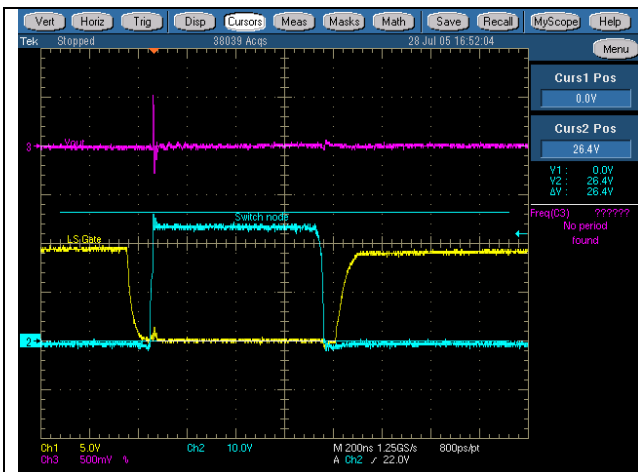 Vert Horiz Trig Disp Cursors Meas Masks Math Save Recall MyScope Help
Tek Stopped 38039 Acqs 28 Jul 05 16:52:04
Menu
Curs1 Pos
0.0V
Curs2 Pos
26.4V
V1 : 0.0V
V2 : 26.4V
ΔV : 26.4V
Freq(C3) ??????
No period
found
3
Vout
Switch node
LS Gate
2
Ch1 5.0V Ch2 10.0V M 200ns 1.25GS/s 800ps/pt
Ch3 500mV A Ch2 / 22.0V